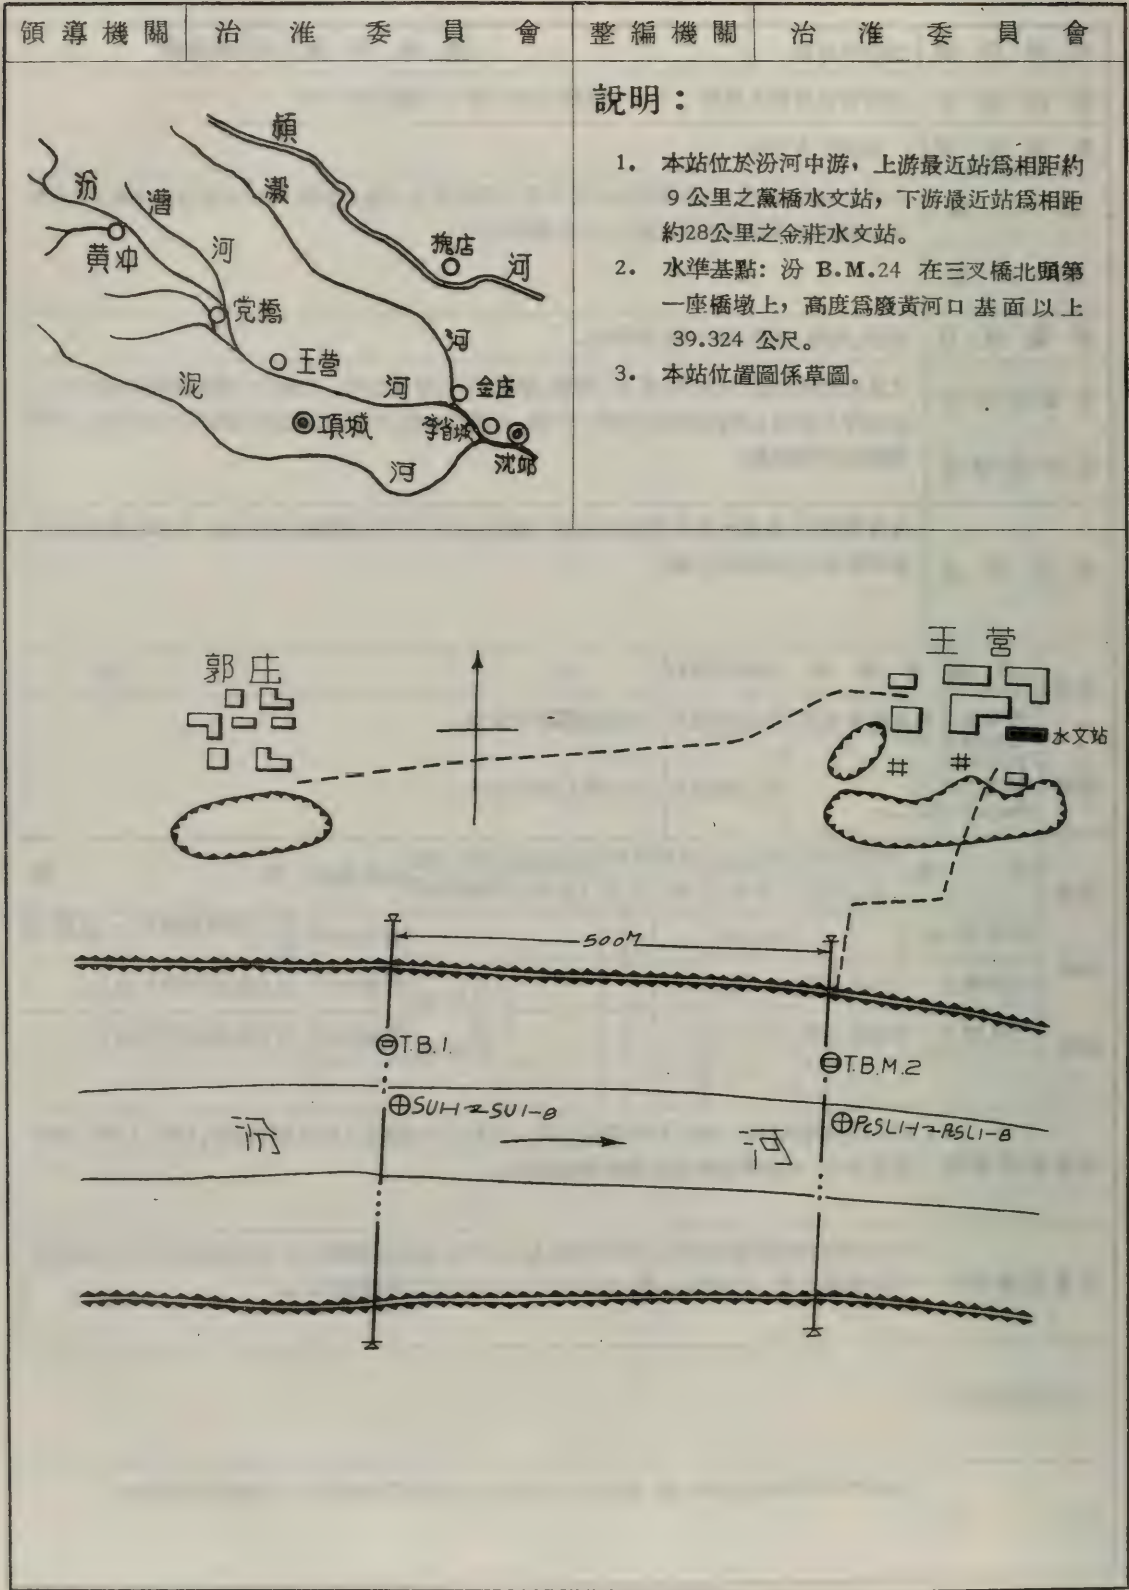 領導機關 治淮委員會 整編機關 治淮委員會
說明：
1. 本站位於汾河中游，上游最近站爲相距約
9公里之黨橋水文站，下游最近站爲相距
約28公里之金莊水文站。
2. 水準基點：汾 B.M.24 在三叉橋北頭第
一座橋墩上，高度爲廢黃河口基面以上
39.324 公尺。
3. 本站位置圖係草圖。
潁
河
汾
河
黄冲
河
槐店
党橋
河
王营
泥
河
金庄
項城
李省城
沈邱
郭庄
王营
水文站
500M
T.B.1.
T.B.M.2
汾
河